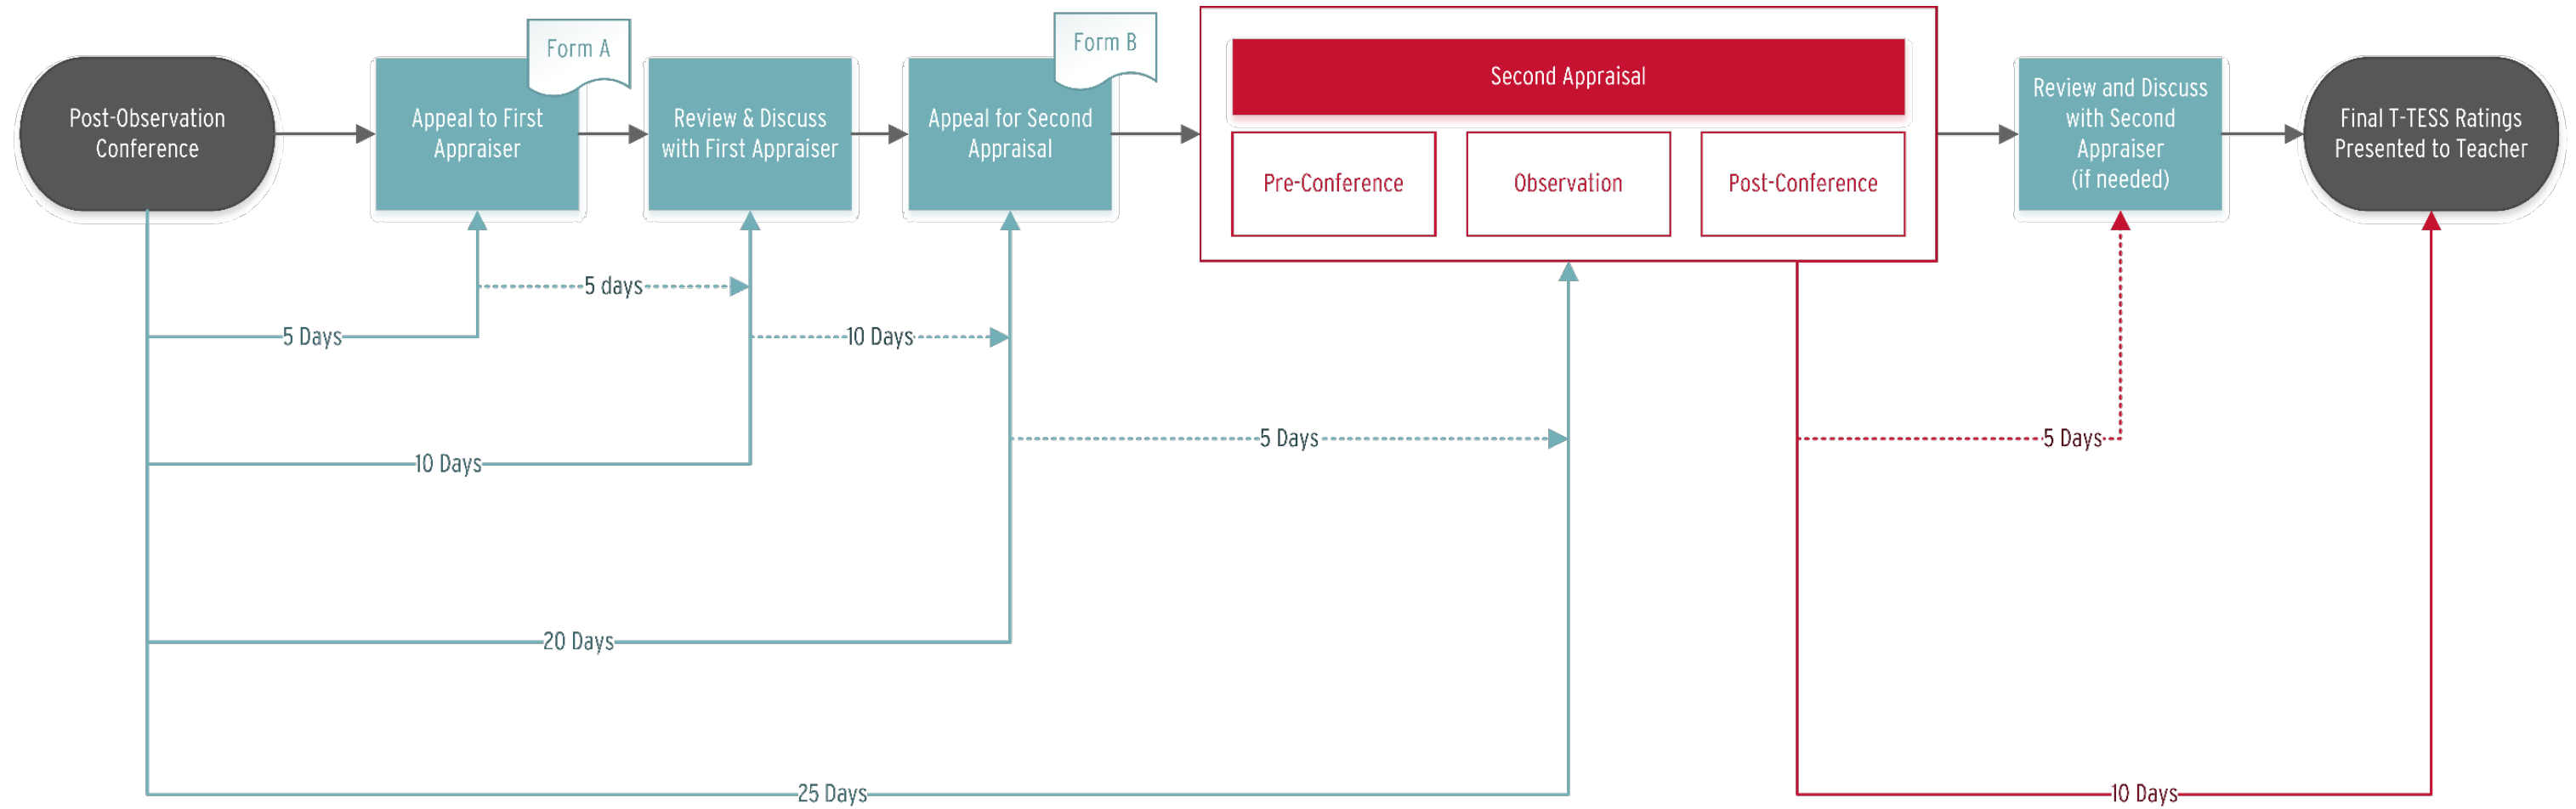 Form A
Form B
Post-Observation
Conference
Appeal to First
Appraiser
Review & Discuss
with First Appraiser
Appeal for Second
Appraisal
Second Appraisal
Pre-Conference
Observation
Post-Conference
Review and Discuss
with Second
Appraiser
(if needed)
Final T-TESS Ratings
Presented to Teacher
5 days
5 Days
10 Days
5 Days
5 Days
10 Days
20 Days
25 Days
10 Days